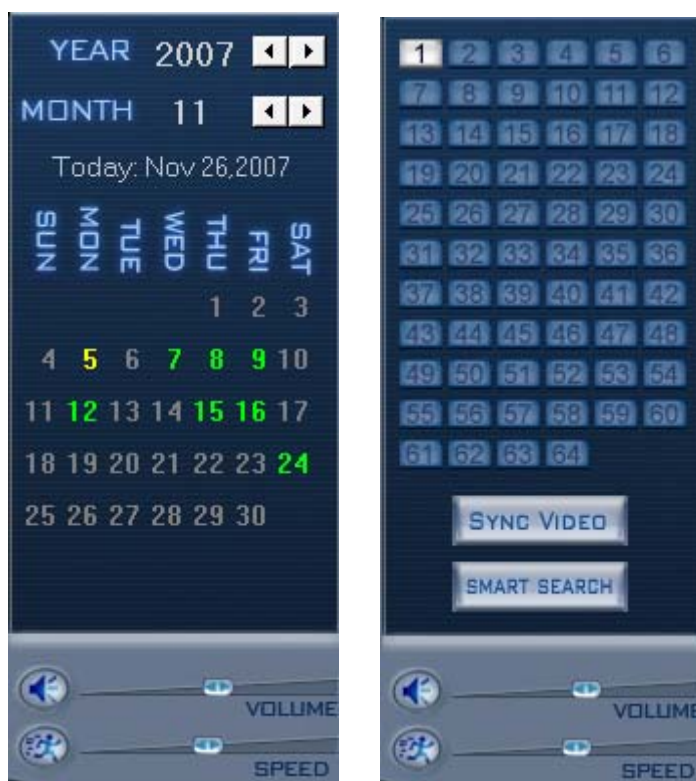 YEAR 2007
MONTH 11
Today: Nov 26,2007
SUN MON TUE WED THU FRI SAT
1 2 3
4 5 6 7 8 9 10
11 12 13 14 15 16 17
18 19 20 21 22 23 24
25 26 27 28 29 30
VOLUME
SPEED
1 2 3 4 5 6
7 8 9 10 11 12
13 14 15 16 17 18
19 20 21 22 23 24
25 26 27 28 29 30
31 32 33 34 35 36
37 38 39 40 41 42
43 44 45 46 47 48
49 50 51 52 53 54
55 56 57 58 59 60
61 62 63 64
SYNC VIDEO
SMART SEARCH
VOLUME
SPEED